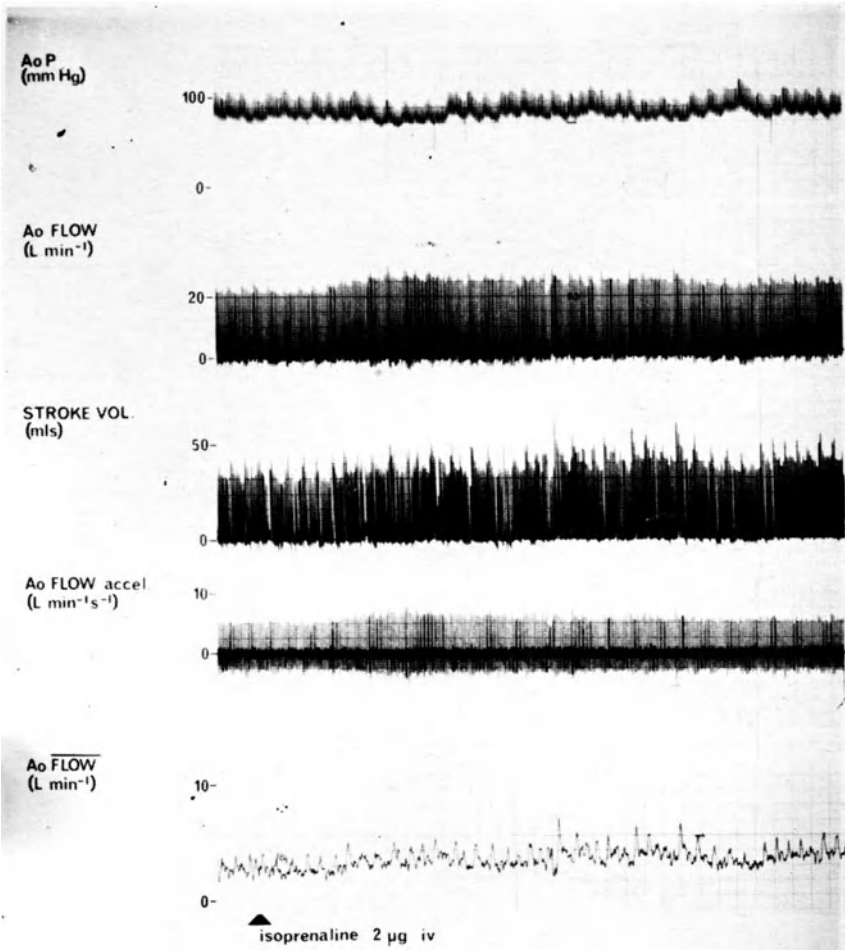 Ao P
(mm Hg)
100-
0-
Ao FLOW
(L min⁻¹)
20-
0-
STROKE VOL.
(mls)
50-
0-
Ao FLOW accel
(L min⁻¹s⁻¹)
10-
0-
Ao F̅L̅O̅W̅
(L min⁻¹)
10-
0-
isoprenaline 2 µg iv